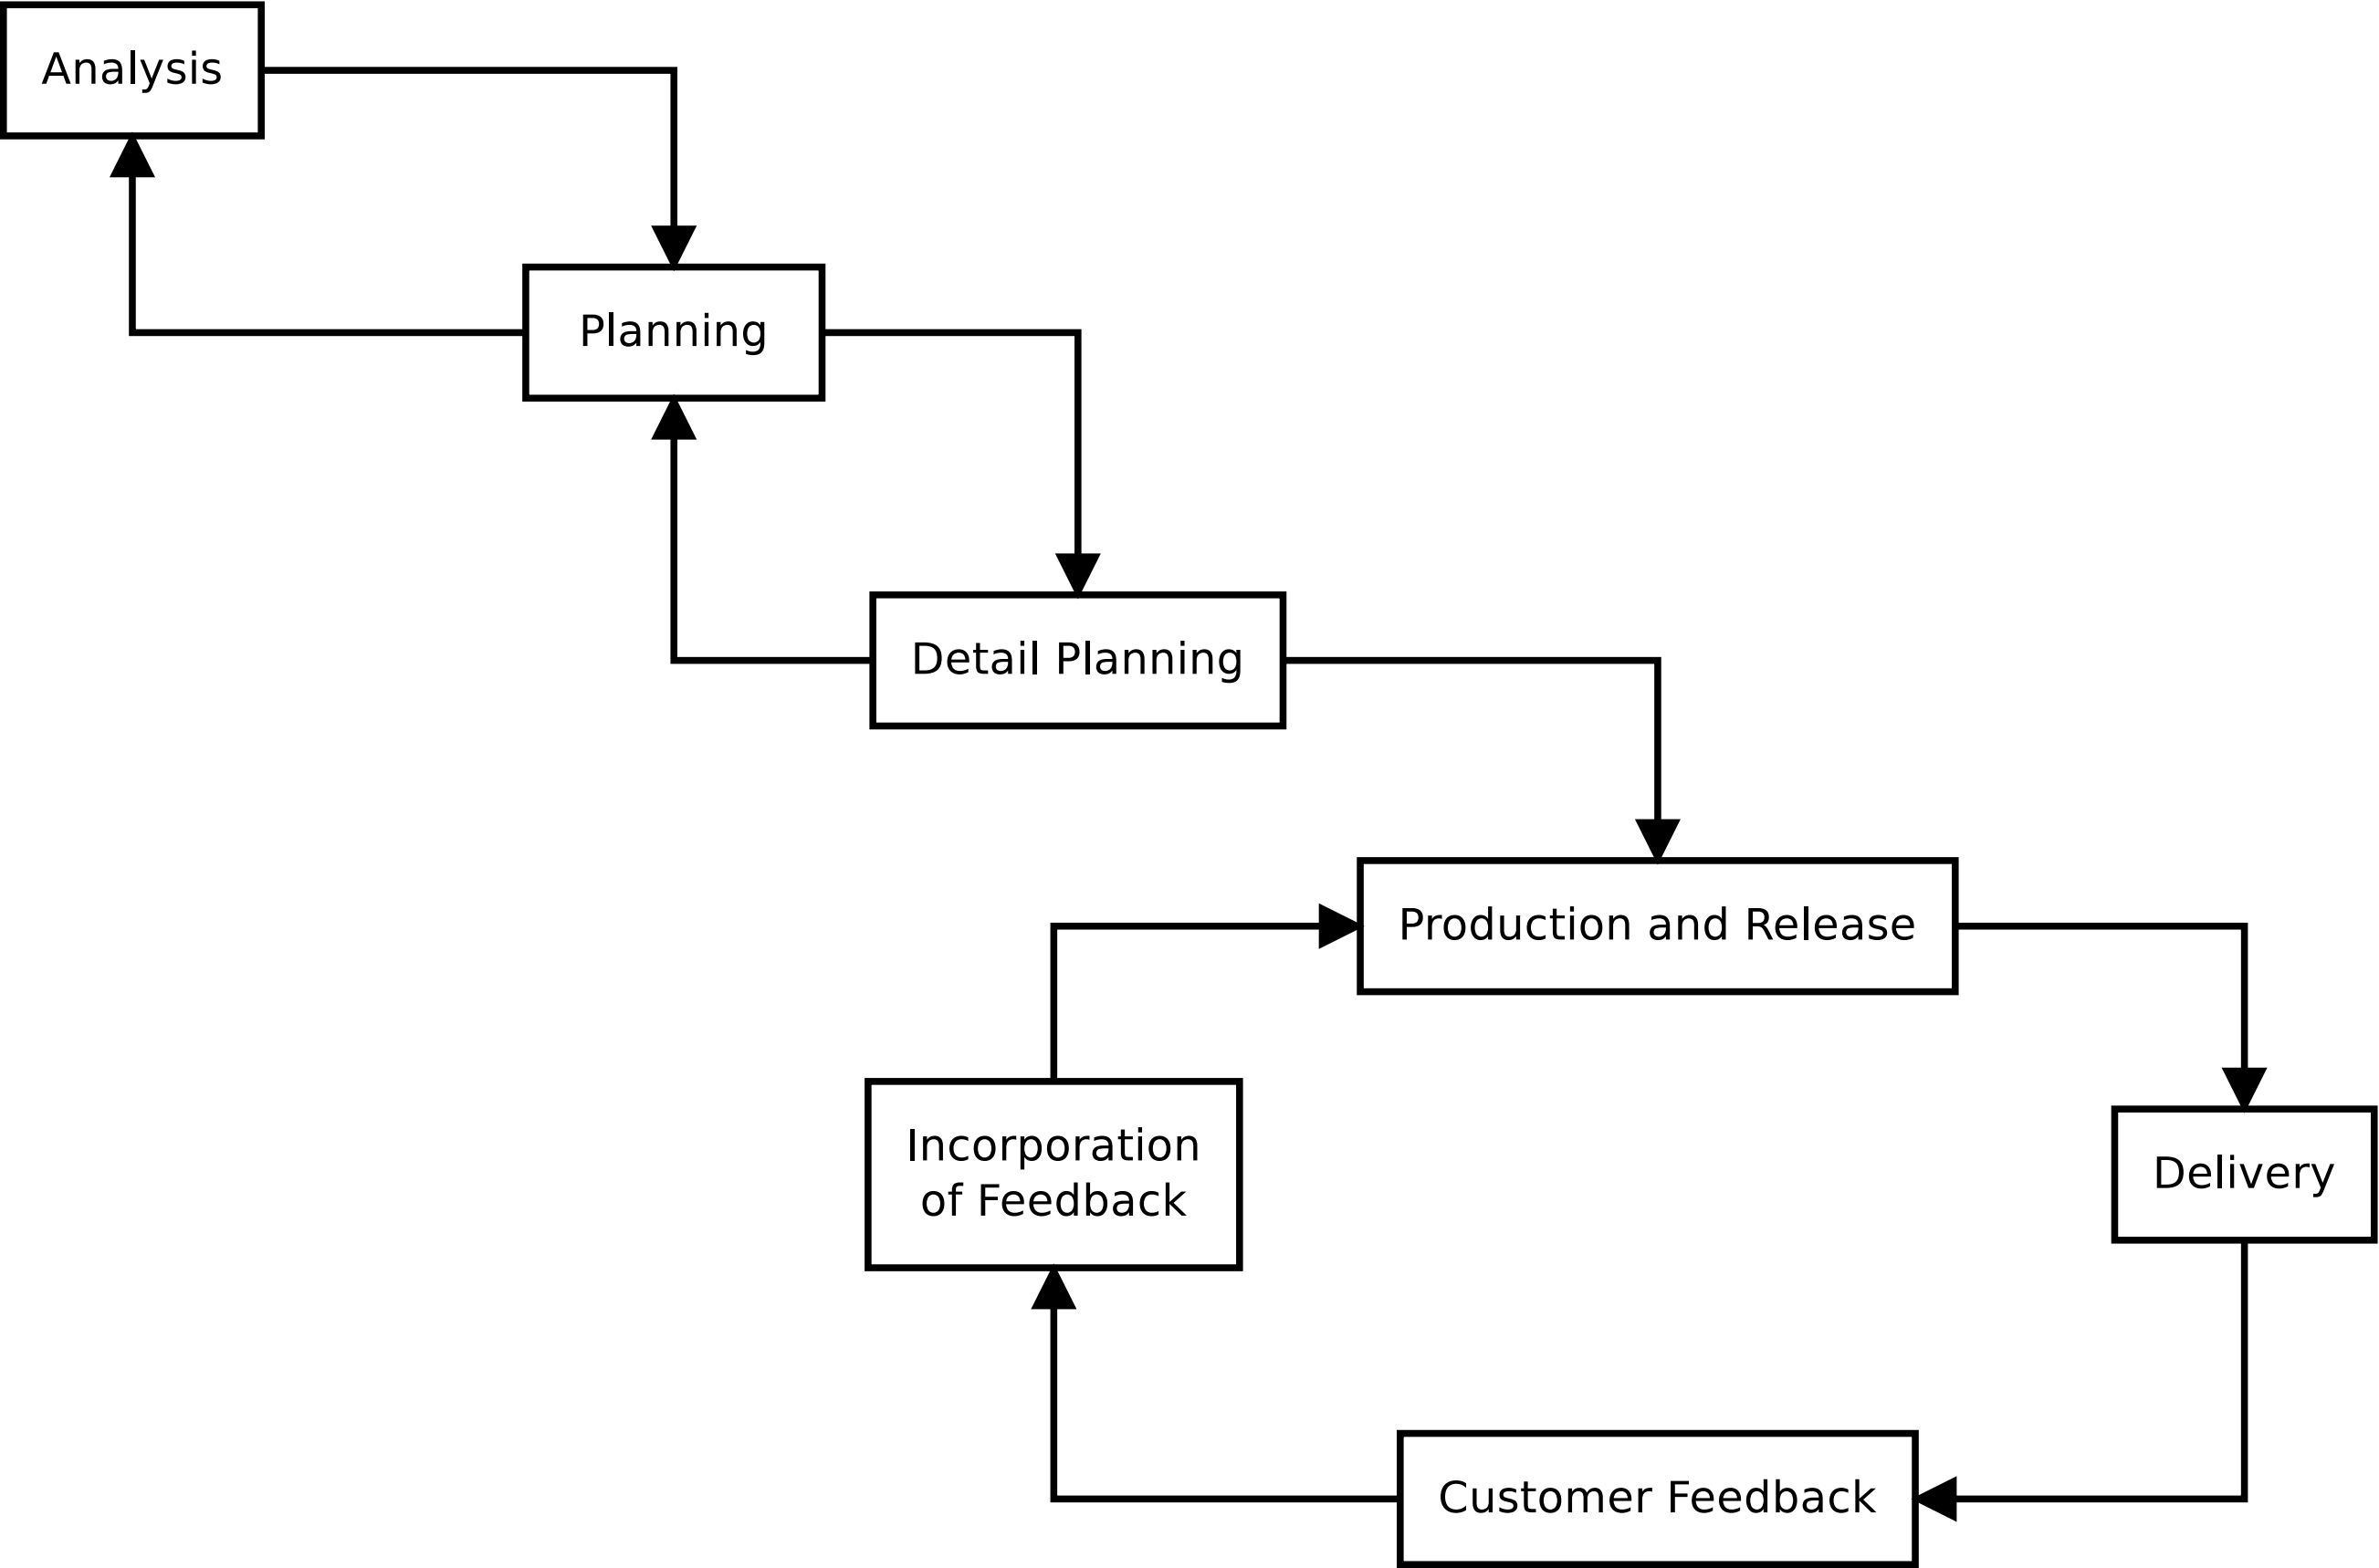 Analysis
Planning
Detail Planning
Production and Release
Incorporation
of Feedback
Delivery
Customer Feedback